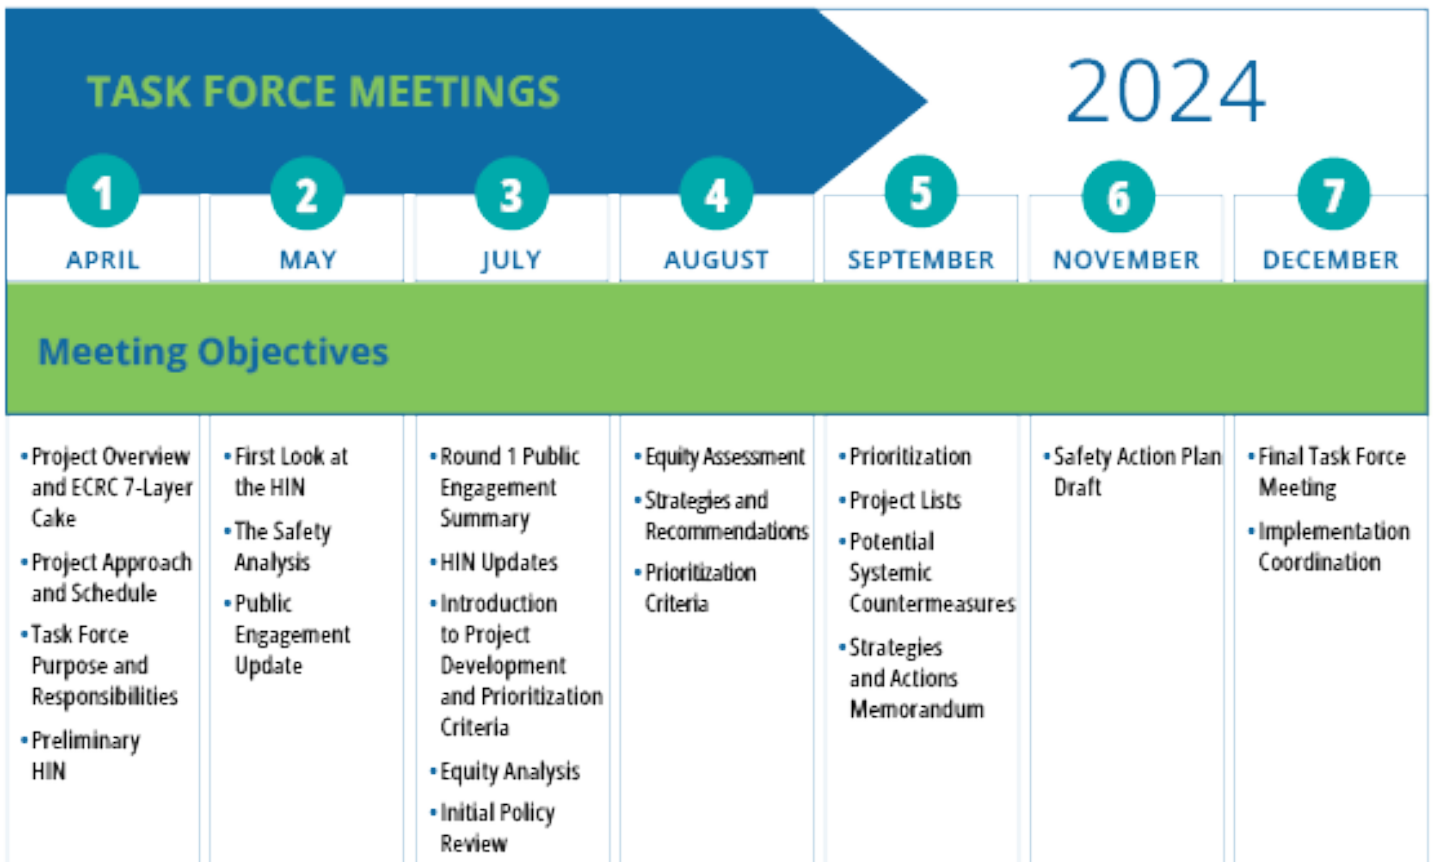 TASK FORCE MEETINGS
2024
1
2
3
4
5
6
7
APRIL
MAY
JULY
AUGUST
SEPTEMBER
NOVEMBER
DECEMBER
Meeting Objectives
• Project Overview
and ECRC 7-Layer
Cake
• Project Approach
and Schedule
• Task Force
Purpose and
Responsibilities
• Preliminary
HIN
• First Look at
the HIN
• The Safety
Analysis
• Public
Engagement
Update
• Round 1 Public
Engagement
Summary
• HIN Updates
• Introduction
to Project
Development
and Prioritization
Criteria
• Equity Analysis
• Initial Policy
Review
• Equity Assessment
• Strategies and
Recommendations
• Prioritization
Criteria
• Prioritization
• Project Lists
• Potential
Systemic
Countermeasures
• Strategies
and Actions
Memorandum
• Safety Action Plan
Draft
• Final Task Force
Meeting
• Implementation
Coordination